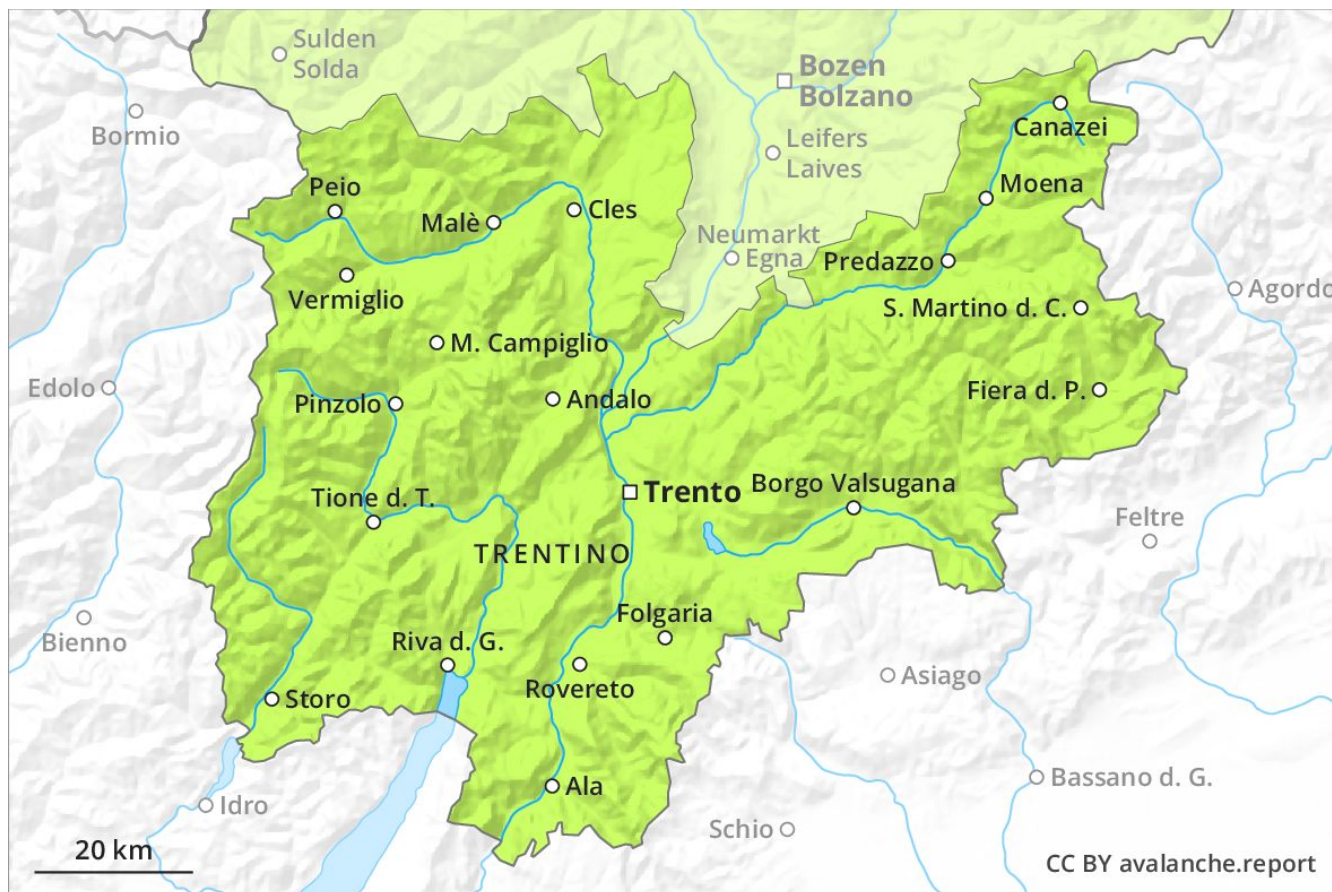 Sulden
Solda
Bozen
Bolzano
Bormio
Canazei
Leifers
Laives
Peio
Moena
Malè
Cles
Neumarkt
Egna
Predazzo
Vermiglio
Agordo
S. Martino d. C.
M. Campiglio
Edolo
Pinzolo
Andalo
Fiera d. P.
Trento
Borgo Valsugana
Tione d. T.
Feltre
TRENTINO
Folgaria
Bienno
Riva d. G.
Asiago
Rovereto
Storo
Bassano d. G.
Ala
Idro
Schio
20 km
CC BY avalanche.report